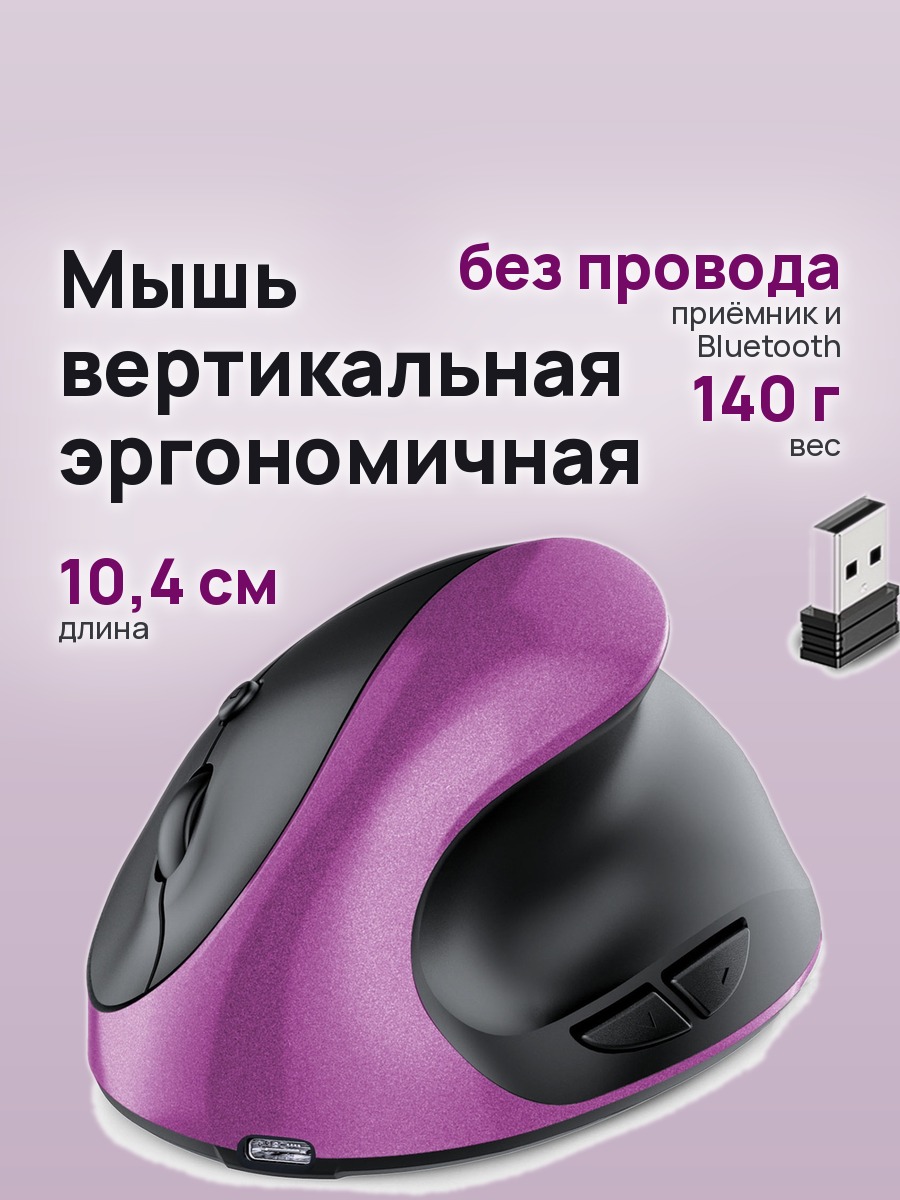 Мышь
вертикальная
эргономичная
без провода
приёмник и
Bluetooth
140 г
вес
10,4 см
длина